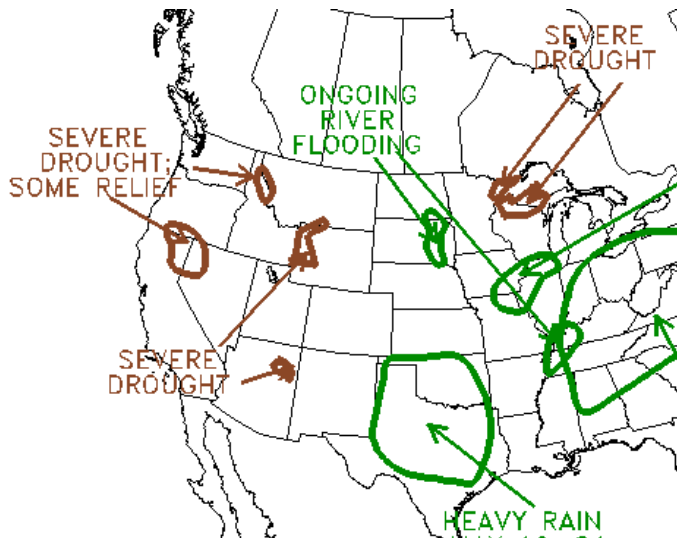 SEVERE
DROUGHT
ONGOING
RIVER
FLOODING
SEVERE
DROUGHT;
SOME RELIEF
SEVERE
DROUGHT
HEAVY RAIN